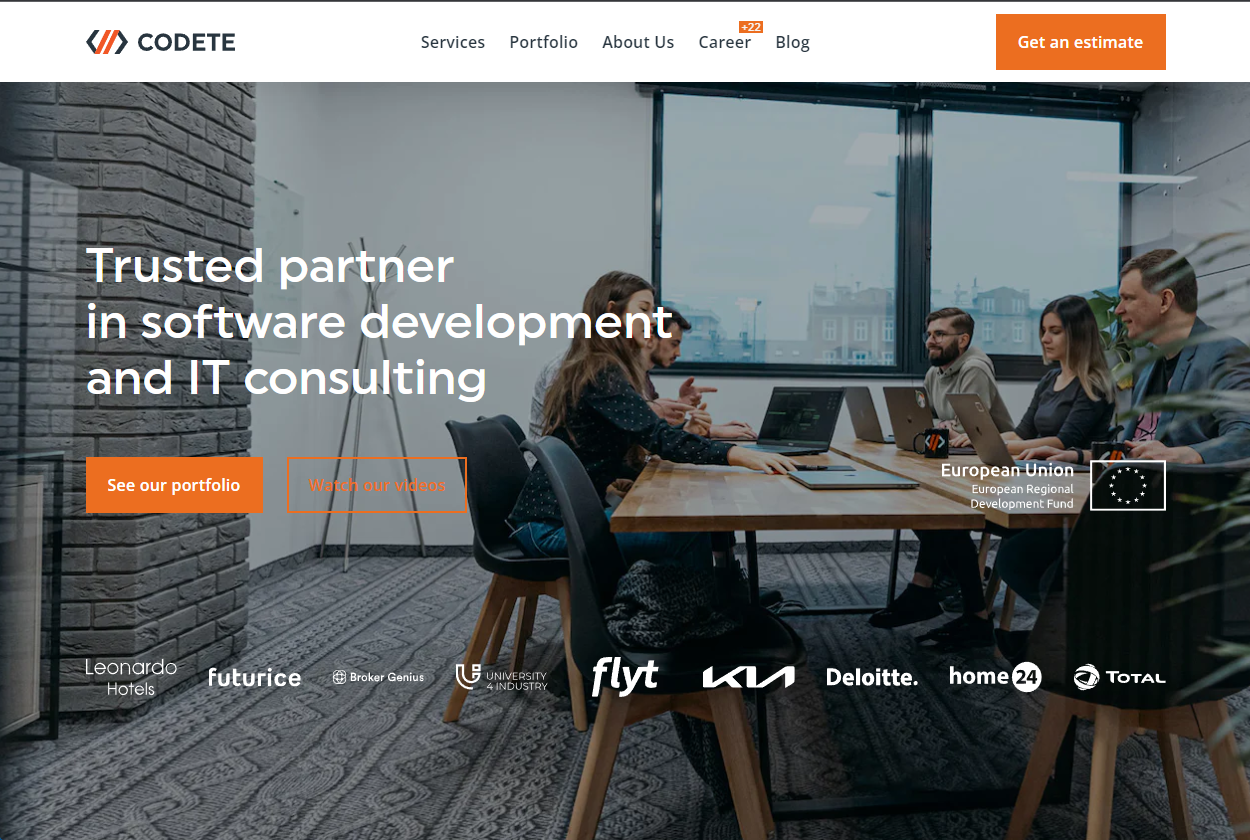 CODETE
Services
Portfolio
About Us
Career
+22
Blog
Get an estimate
Trusted partner
in software development
and IT consulting
See our portfolio
Watch our videos
European Union
European Regional
Development Fund
Leonardo
Hotels
futurice
Broker Genius
UNIVERSITY
4 INDUSTRY
flyt
KIA
Deloitte.
home24
TOTAL